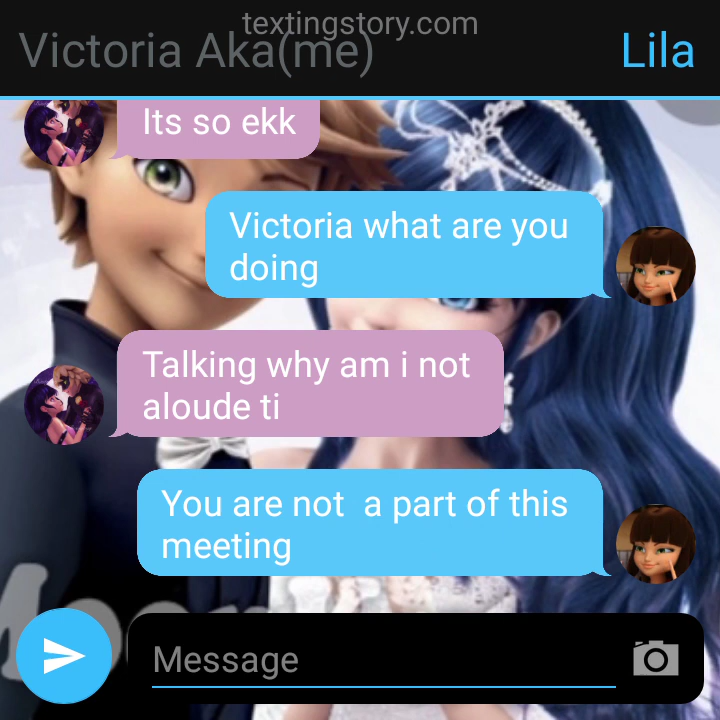 textingstory.com
Victoria Aka(me)
Lila
Its so ekk
Victoria what are you
doing
Talking why am i not
aloude ti
You are not  a part of this
meeting
Message